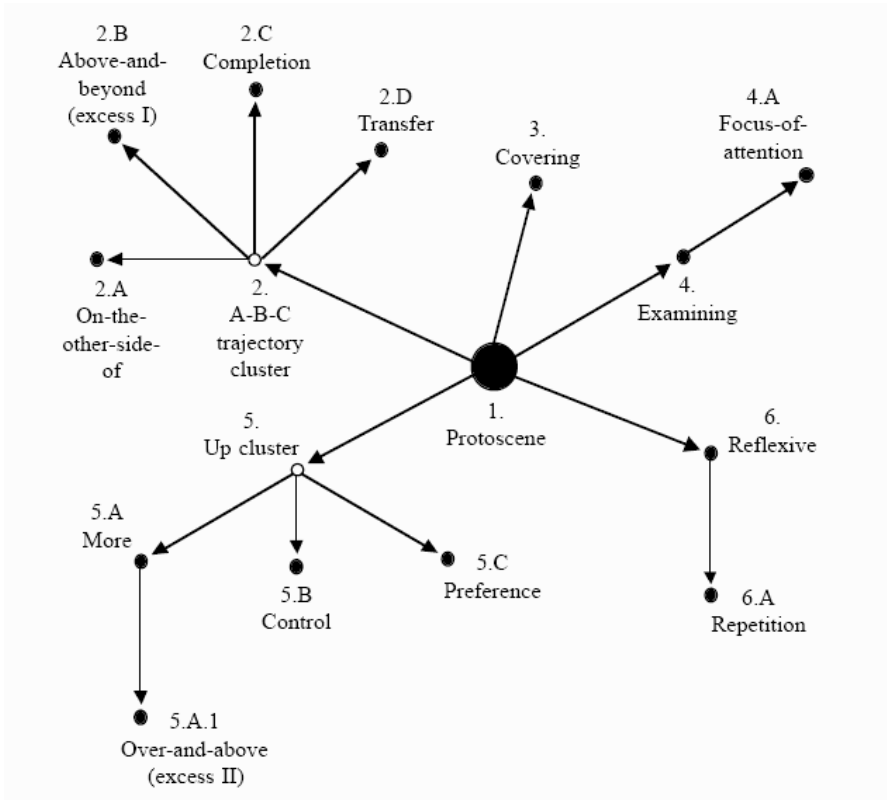 2.B
Above-and-
beyond
(excess I)
2.C
Completion
2.D
Transfer
3.
Covering
4.A
Focus-of-
attention
2.A
On-the-
other-side-
of
2.
A-B-C
trajectory
cluster
4.
Examining
1.
Protoscene
5.
Up cluster
6.
Reflexive
5.A
More
5.B
Control
5.C
Preference
6.A
Repetition
5.A.1
Over-and-above
(excess II)